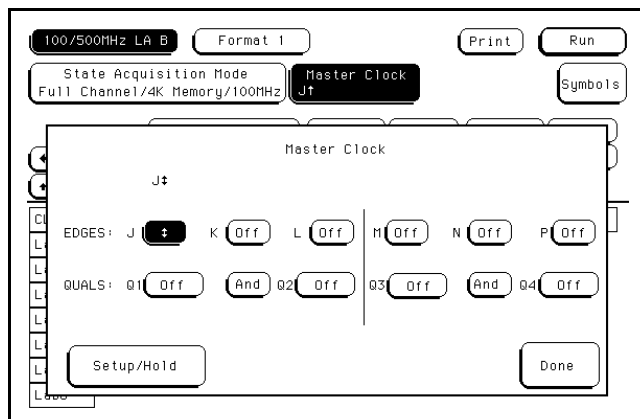 100/500MHz LA B Format 1 Print Run
State Acquisition Mode
Full Channel/4K Memory/100MHz
Master Clock
J↑
Symbols
Master Clock
J↕
EDGES: J ↕ K Off L Off M Off N Off P Off
QUALS: Q1 Off And Q2 Off Q3 Off And Q4 Off
Setup/Hold Done